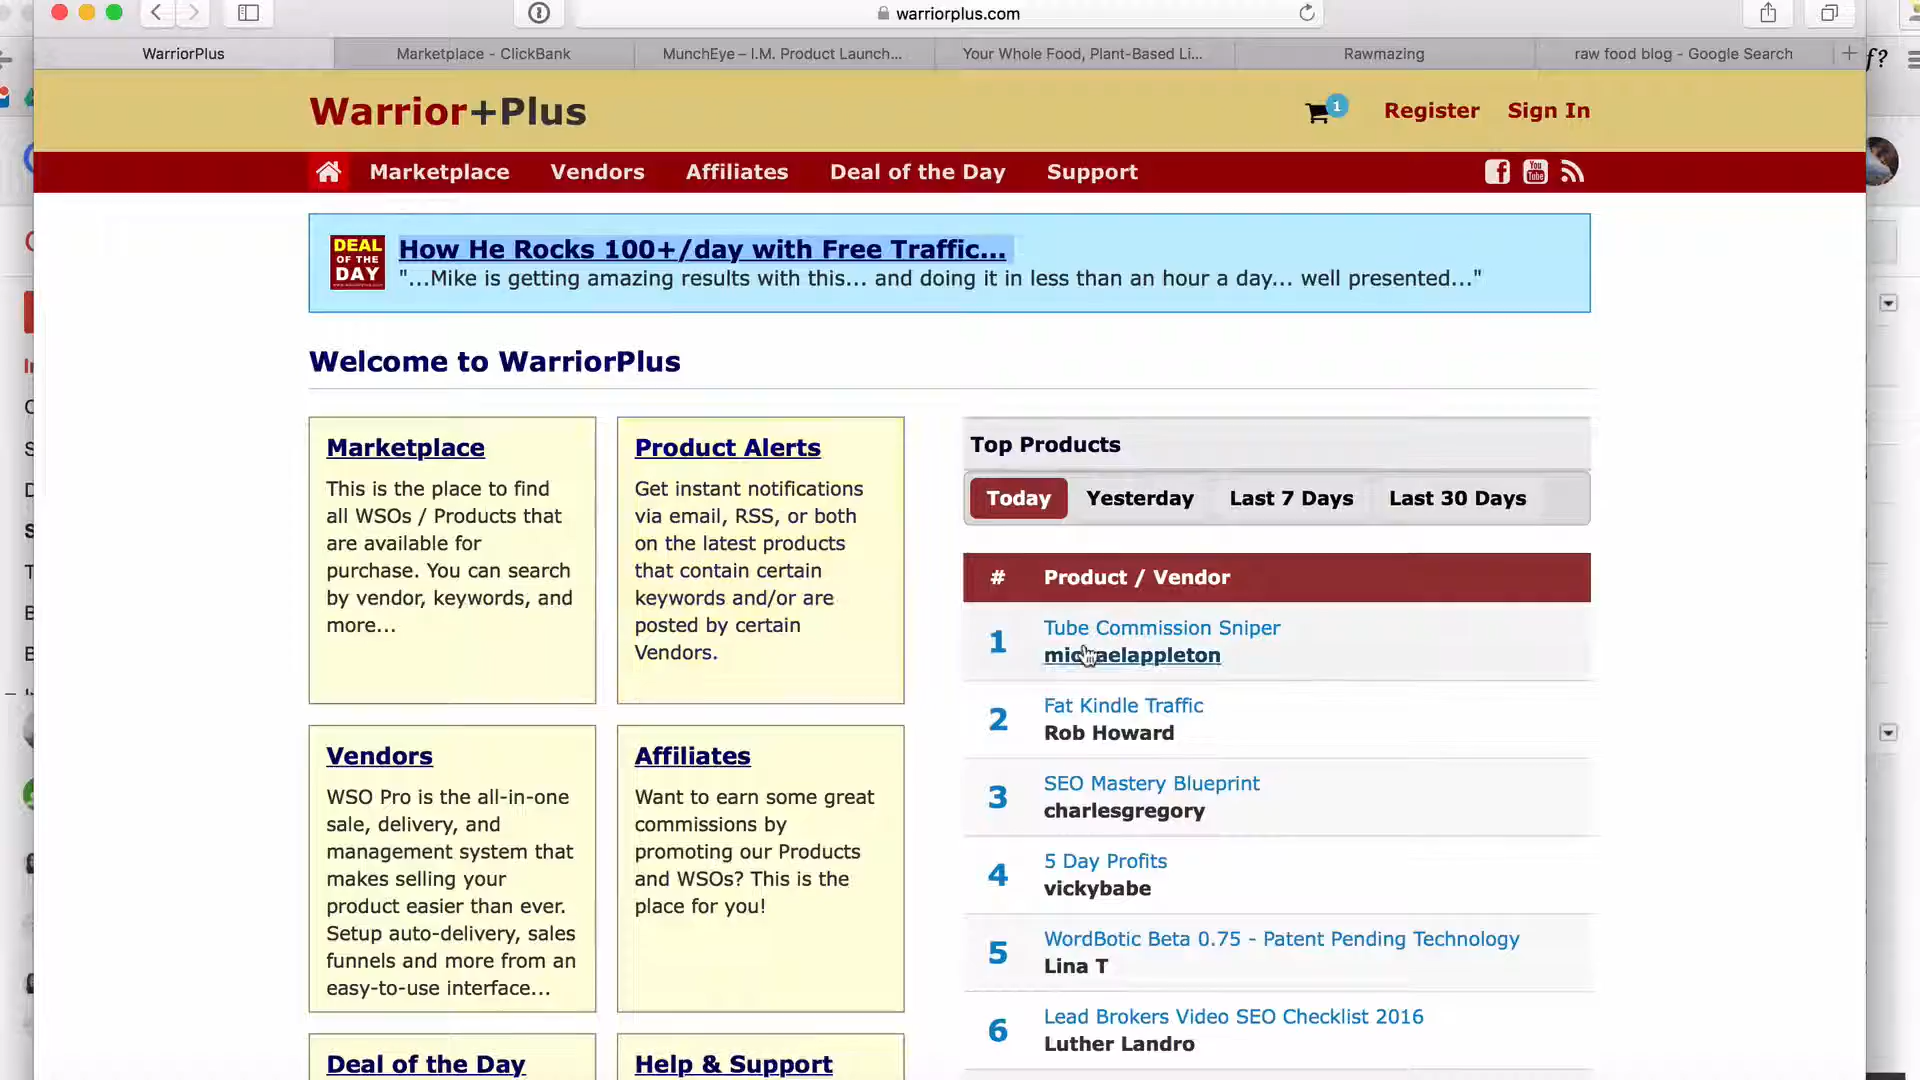 warriorplus.com
WarriorPlus
Marketplace - ClickBank
MunchEye – I.M. Product Launch...
Your Whole Food, Plant-Based Li...
Rawmazing
raw food blog - Google Search
Warrior+Plus
1
Register
Sign In
Marketplace
Vendors
Affiliates
Deal of the Day
Support
DEAL
OF THE
DAY
How He Rocks 100+/day with Free Traffic...
"...Mike is getting amazing results with this... and doing it in less than an hour a day... well presented..."
Welcome to WarriorPlus
Marketplace
This is the place to find
all WSOs / Products that
are available for
purchase. You can search
by vendor, keywords, and
more...
Product Alerts
Get instant notifications
via email, RSS, or both
on the latest products
that contain certain
keywords and/or are
posted by certain
Vendors.
Vendors
WSO Pro is the all-in-one
sale, delivery, and
management system that
makes selling your
product easier than ever.
Setup auto-delivery, sales
funnels and more from an
easy-to-use interface...
Affiliates
Want to earn some great
commissions by
promoting our Products
and WSOs? This is the
place for you!
Deal of the Day
Help & Support
Top Products
Today
Yesterday
Last 7 Days
Last 30 Days
# Product / Vendor
1 Tube Commission Sniper
michaelappleton
2 Fat Kindle Traffic
Rob Howard
3 SEO Mastery Blueprint
charlesgregory
4 5 Day Profits
vickybabe
5 WordBotic Beta 0.75 - Patent Pending Technology
Lina T
6 Lead Brokers Video SEO Checklist 2016
Luther Landro